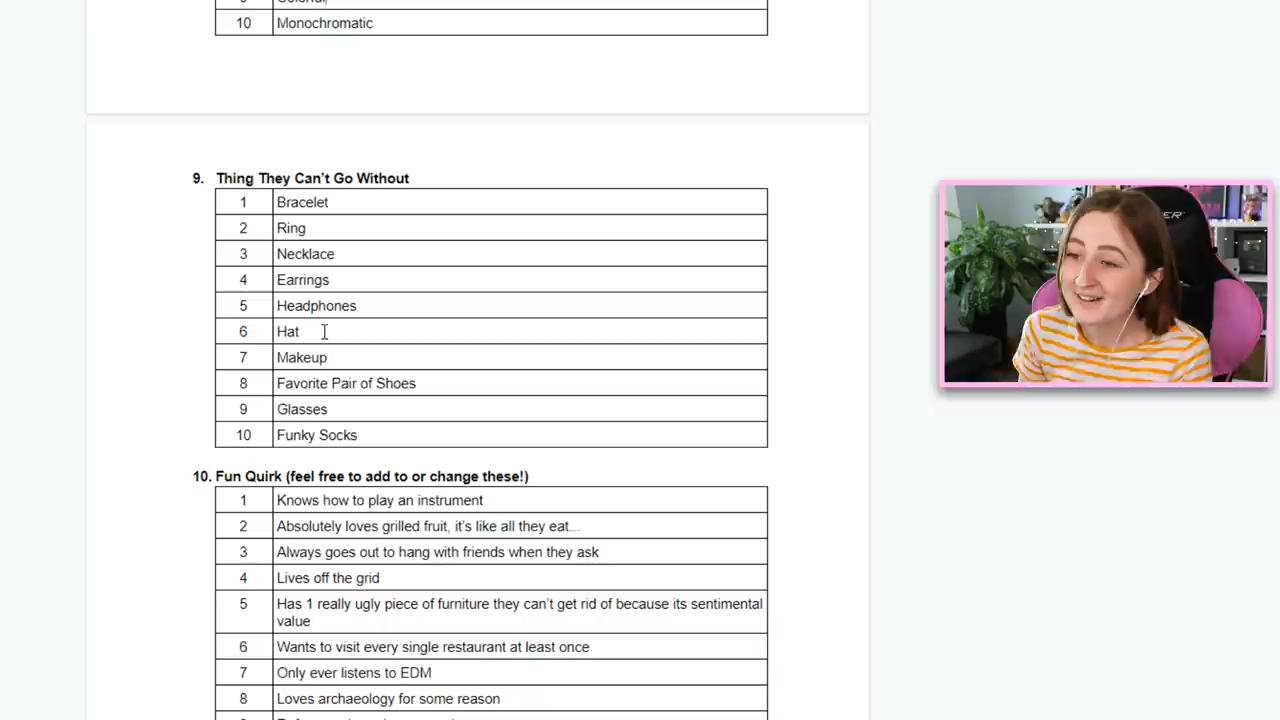 10 Monochromatic
9. Thing They Can't Go Without
1 Bracelet
2 Ring
3 Necklace
4 Earrings
5 Headphones
6 Hat
7 Makeup
8 Favorite Pair of Shoes
9 Glasses
10 Funky Socks
10. Fun Quirk (feel free to add to or change these!)
1 Knows how to play an instrument
2 Absolutely loves grilled fruit, it's like all they eat...
3 Always goes out to hang with friends when they ask
4 Lives off the grid
5 Has 1 really ugly piece of furniture they can't get rid of because its sentimental
value
6 Wants to visit every single restaurant at least once
7 Only ever listens to EDM
8 Loves archaeology for some reason